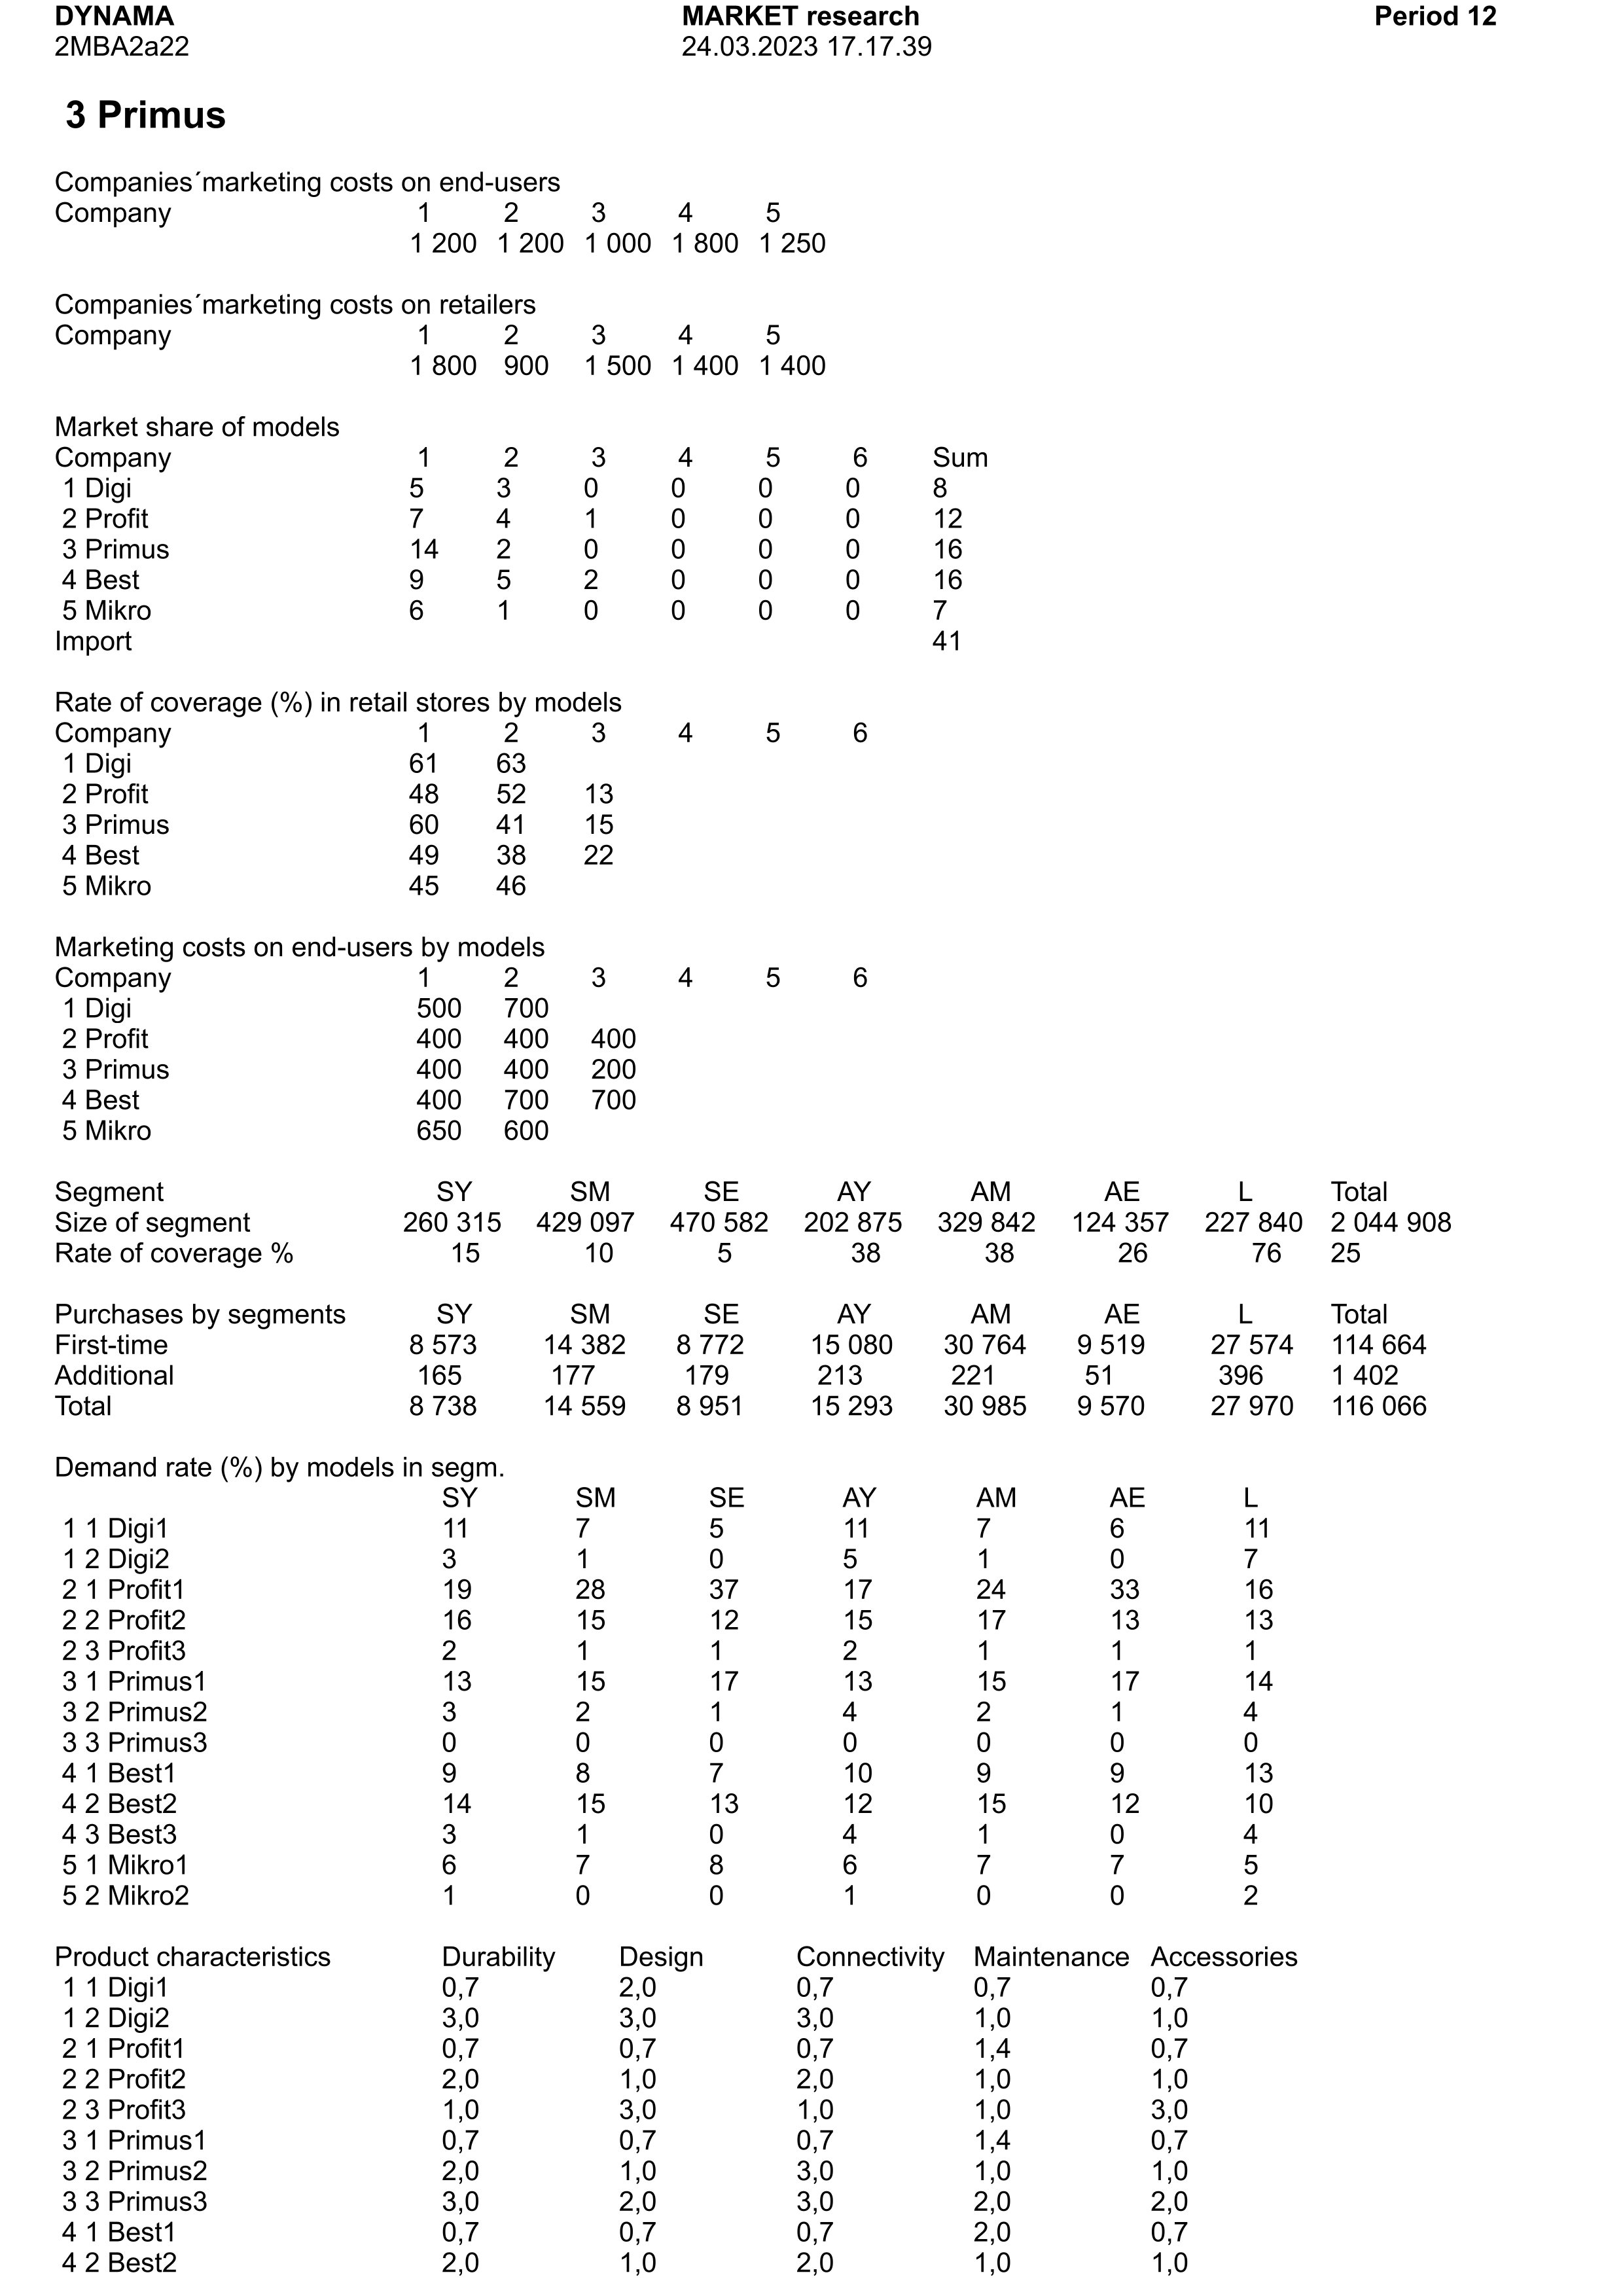 DYNAMA MARKET research Period 12
2MBA2a22 24.03.2023 17.17.39
3 Primus
Companies´marketing costs on end-users
Company 1 2 3 4 5
1 200 1 200 1 000 1 800 1 250
Companies´marketing costs on retailers
Company 1 2 3 4 5
1 800 900 1 500 1 400 1 400
Market share of models
Company 1 2 3 4 5 6 Sum
1 Digi 5 3 0 0 0 0 8
2 Profit 7 4 1 0 0 0 12
3 Primus 14 2 0 0 0 0 16
4 Best 9 5 2 0 0 0 16
5 Mikro 6 1 0 0 0 0 7
Import 41
Rate of coverage (%) in retail stores by models
Company 1 2 3 4 5 6
1 Digi 61 63
2 Profit 48 52 13
3 Primus 60 41 15
4 Best 49 38 22
5 Mikro 45 46
Marketing costs on end-users by models
Company 1 2 3 4 5 6
1 Digi 500 700
2 Profit 400 400 400
3 Primus 400 400 200
4 Best 400 700 700
5 Mikro 650 600
Segment SY SM SE AY AM AE L Total
Size of segment 260 315 429 097 470 582 202 875 329 842 124 357 227 840 2 044 908
Rate of coverage % 15 10 5 38 38 26 76 25
Purchases by segments SY SM SE AY AM AE L Total
First-time 8 573 14 382 8 772 15 080 30 764 9 519 27 574 114 664
Additional 165 177 179 213 221 51 396 1 402
Total 8 738 14 559 8 951 15 293 30 985 9 570 27 970 116 066
Demand rate (%) by models in segm.
SY SM SE AY AM AE L
1 1 Digi1 11 7 5 11 7 6 11
1 2 Digi2 3 1 0 5 1 0 7
2 1 Profit1 19 28 37 17 24 33 16
2 2 Profit2 16 15 12 15 17 13 13
2 3 Profit3 2 1 1 2 1 1 1
3 1 Primus1 13 15 17 13 15 17 14
3 2 Primus2 3 2 1 4 2 1 4
3 3 Primus3 0 0 0 0 0 0 0
4 1 Best1 9 8 7 10 9 9 13
4 2 Best2 14 15 13 12 15 12 10
4 3 Best3 3 1 0 4 1 0 4
5 1 Mikro1 6 7 8 6 7 7 5
5 2 Mikro2 1 0 0 1 0 0 2
Product characteristics Durability Design Connectivity Maintenance Accessories
1 1 Digi1 0,7 2,0 0,7 0,7 0,7
1 2 Digi2 3,0 3,0 3,0 1,0 1,0
2 1 Profit1 0,7 0,7 0,7 1,4 0,7
2 2 Profit2 2,0 1,0 2,0 1,0 1,0
2 3 Profit3 1,0 3,0 1,0 1,0 3,0
3 1 Primus1 0,7 0,7 0,7 1,4 0,7
3 2 Primus2 2,0 1,0 3,0 1,0 1,0
3 3 Primus3 3,0 2,0 3,0 2,0 2,0
4 1 Best1 0,7 0,7 0,7 2,0 0,7
4 2 Best2 2,0 1,0 2,0 1,0 1,0